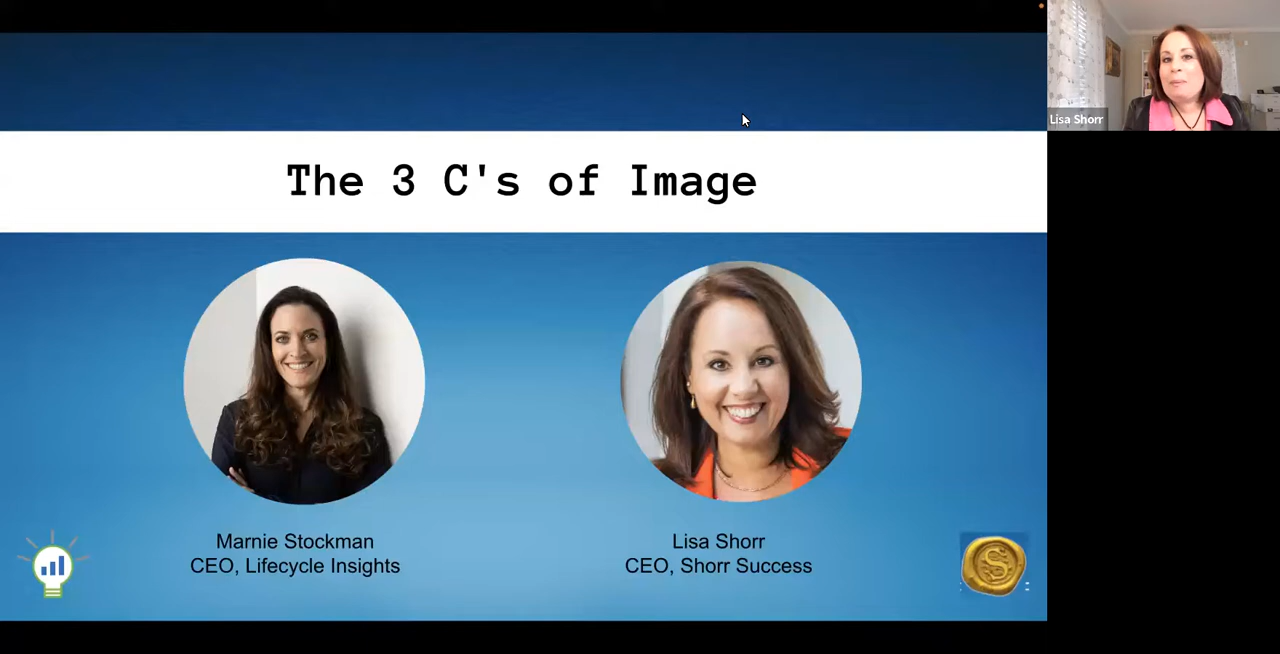 Lisa Shorr
The 3 C's of Image
Marnie Stockman
CEO, Lifecycle Insights
Lisa Shorr
CEO, Shorr Success
S